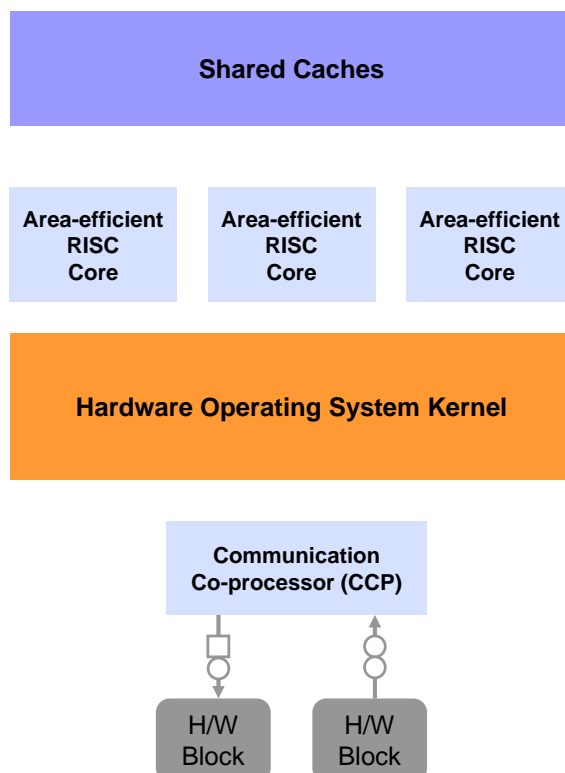 Shared Caches
Area-efficient
RISC
Core
Area-efficient
RISC
Core
Area-efficient
RISC
Core
Hardware Operating System Kernel
Communication
Co-processor (CCP)
H/W
Block
H/W
Block